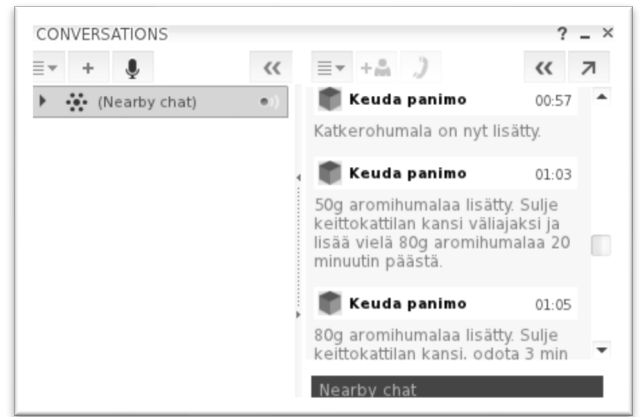 CONVERSATIONS
? _ ×
+
(Nearby chat)
Keuda panimo 00:57
Katkerohumala on nyt lisätty.
Keuda panimo 01:03
50g aromihumalaa lisätty. Sulje
keittokattilan kansi väliajaksi ja
lisää vielä 80g aromihumalaa 20
minuutin päästä.
Keuda panimo 01:05
80g aromihumalaa lisätty. Sulje
keittokattilan kansi, odota 3 min
Nearby chat